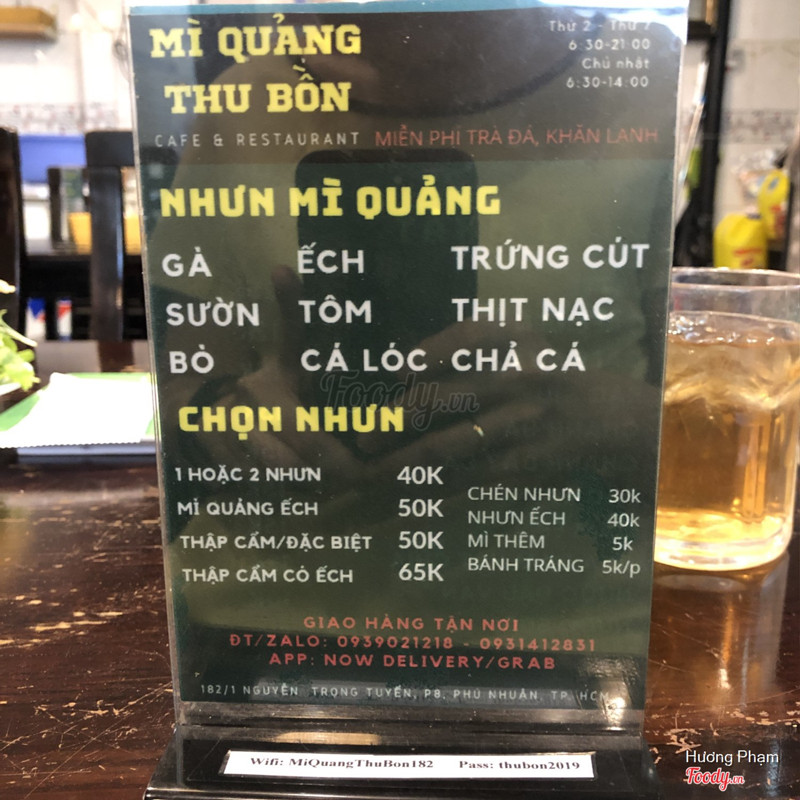 MÌ QUẢNG
THU BỒN
Thứ 2 - Thứ 7
6:30-21:00
Chủ nhật
6:30-14:00
CAFE & RESTAURANT MIỄN PHÍ TRÀ ĐÁ, KHĂN LẠNH
NHƯN MÌ QUẢNG
GÀ ẾCH TRỨNG CÚT
SƯỜN TÔM THỊT NẠC
BÒ CÁ LÓC CHẢ CÁ
Foody.vn
CHỌN NHƯN
1 HOẶC 2 NHƯN 40K
MÌ QUẢNG ẾCH 50K
THẬP CẨM/ĐẶC BIỆT 50K
THẬP CẨM CÓ ẾCH 65K
CHÉN NHƯN 30k
NHƯN ẾCH 40k
MÌ THÊM 5k
BÁNH TRÁNG 5k/p
GIAO HÀNG TẬN NƠI
ĐT/ZALO: 0939021218 - 0931412831
APP: NOW DELIVERY/GRAB
182/1 NGUYỄN TRỌNG TUYỂN, P8, PHÚ NHUẬN, TP. HCM
Wifi: MiQuangThuBon182 Pass: thubon2019
Hương Phạm
Foody.vn